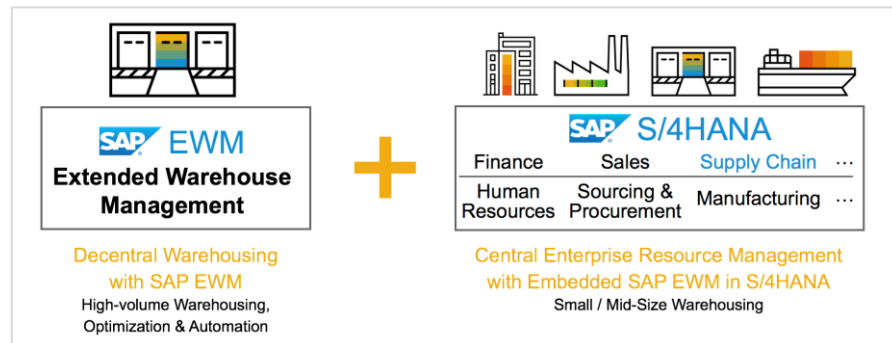 SAP EWM
Extended Warehouse
Management
Decentral Warehousing
with SAP EWM
High-volume Warehousing,
Optimization & Automation
+
SAP S/4HANA
Finance Sales Supply Chain ...
Human Resources Sourcing & Procurement Manufacturing ...
Central Enterprise Resource Management
with Embedded SAP EWM in S/4HANA
Small / Mid-Size Warehousing